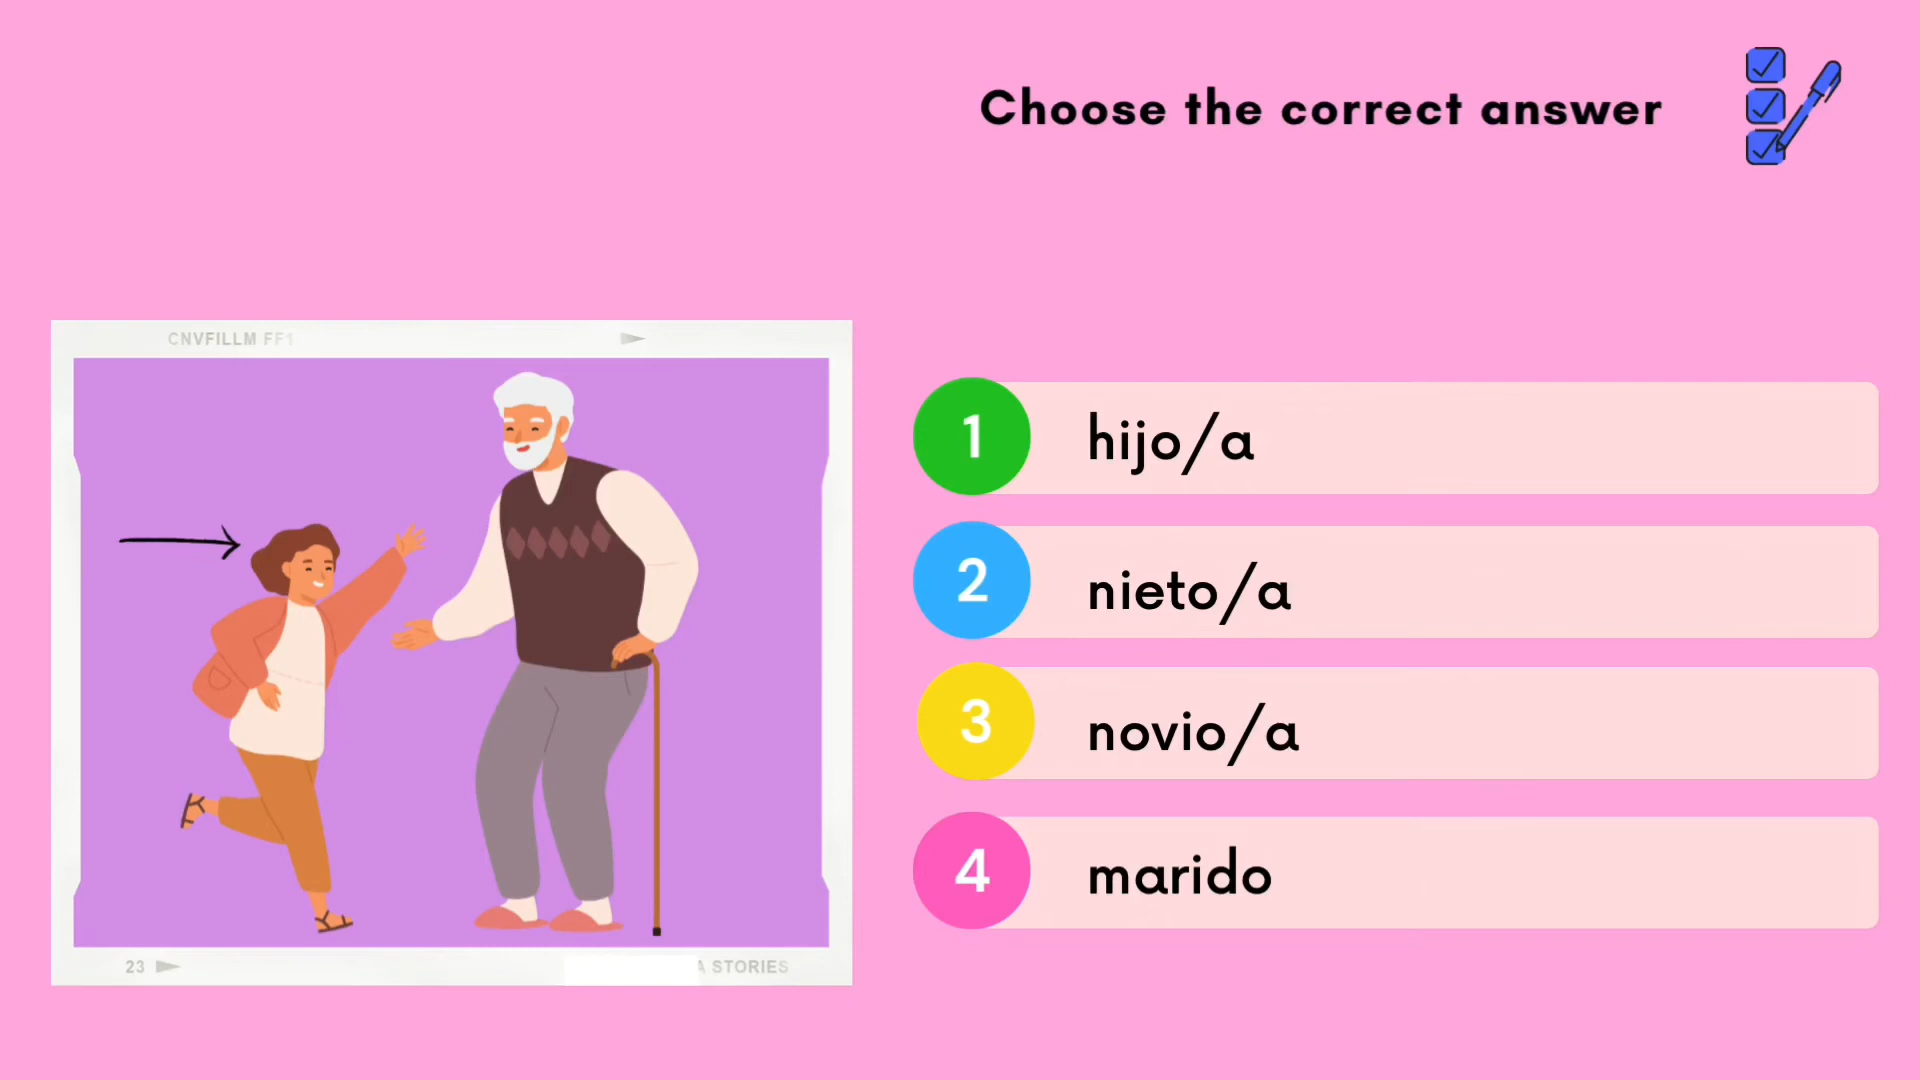 Choose the correct answer
CNVFILLM FF1
1 hijo/a
2 nieto/a
3 novio/a
4 marido
23
A STORIES